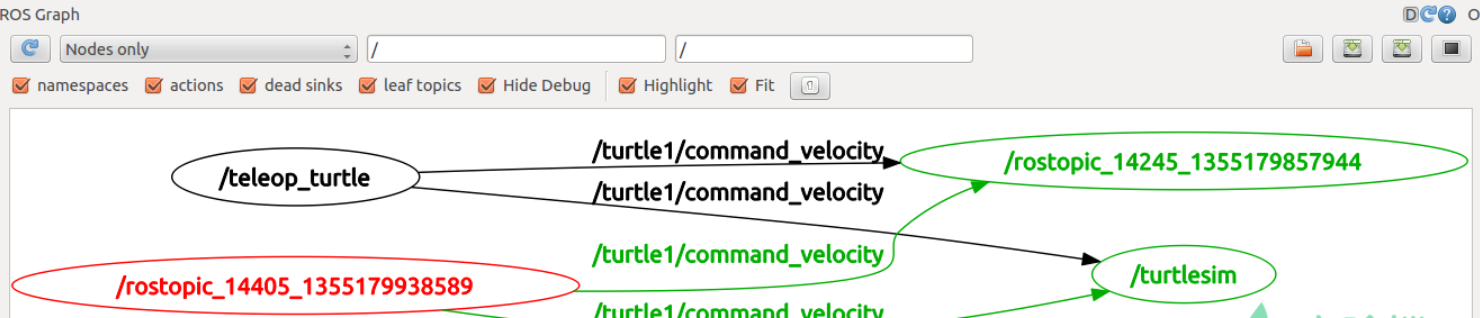 ROS Graph
D
Nodes only
/
/
namespaces
actions
dead sinks
leaf topics
Hide Debug
Highlight
Fit
/teleop_turtle
/turtle1/command_velocity
/rostopic_14245_1355179857944
/turtle1/command_velocity
/turtle1/command_velocity
/turtlesim
/rostopic_14405_1355179938589
/turtle1/command_velocity